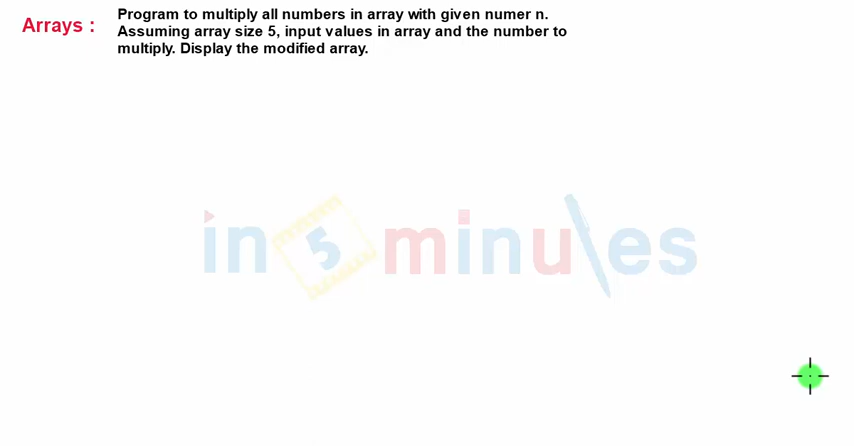 Arrays :
Program to multiply all numbers in array with given numer n.
Assuming array size 5, input values in array and the number to
multiply. Display the modified array.
in 5 minutes